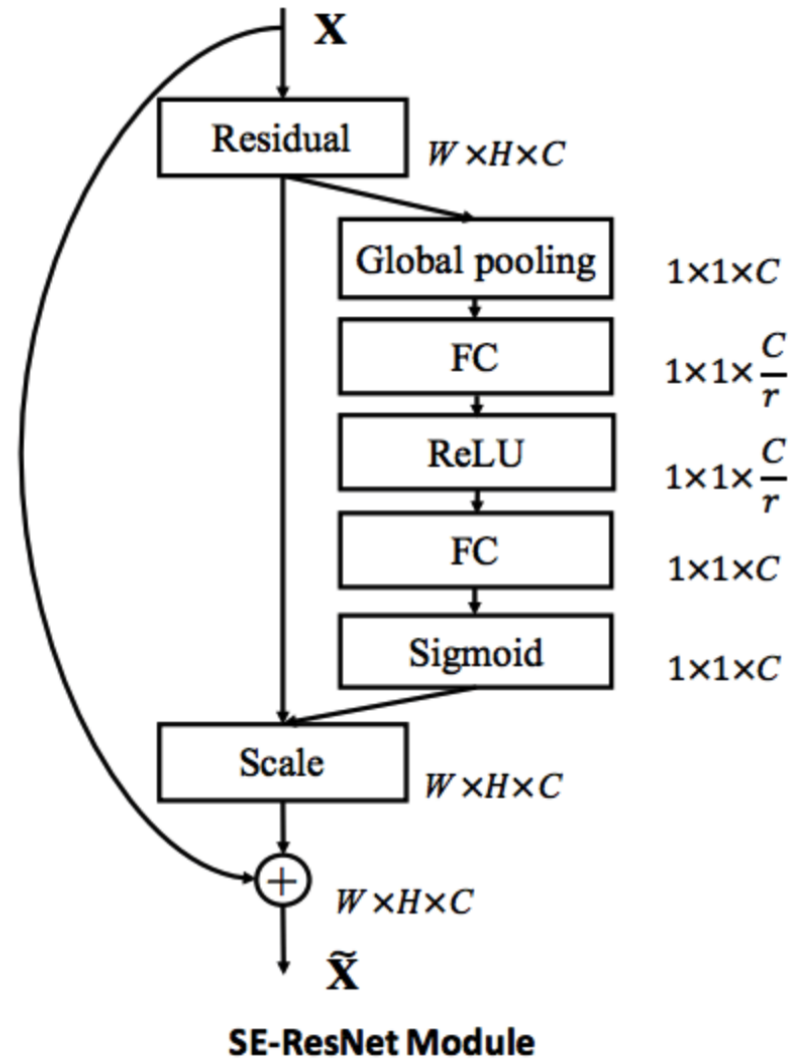 X
Residual
W×H×C
Global pooling
1×1×C
FC
1×1×C/r
ReLU
1×1×C/r
FC
1×1×C
Sigmoid
1×1×C
Scale
W×H×C
+
W×H×C
X̃
SE-ResNet Module